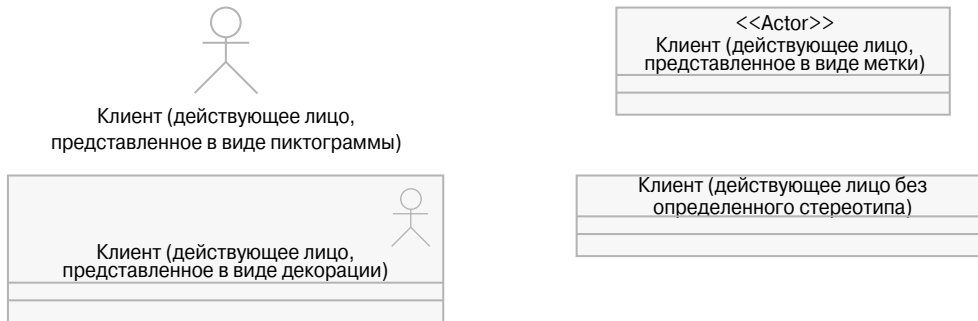 Клиент (действующее лицо,
представленное в виде пиктограммы)
<<Actor>>
Клиент (действующее лицо,
представленное в виде метки)
Клиент (действующее лицо,
представленное в виде декорации)
Клиент (действующее лицо без
определенного стереотипа)